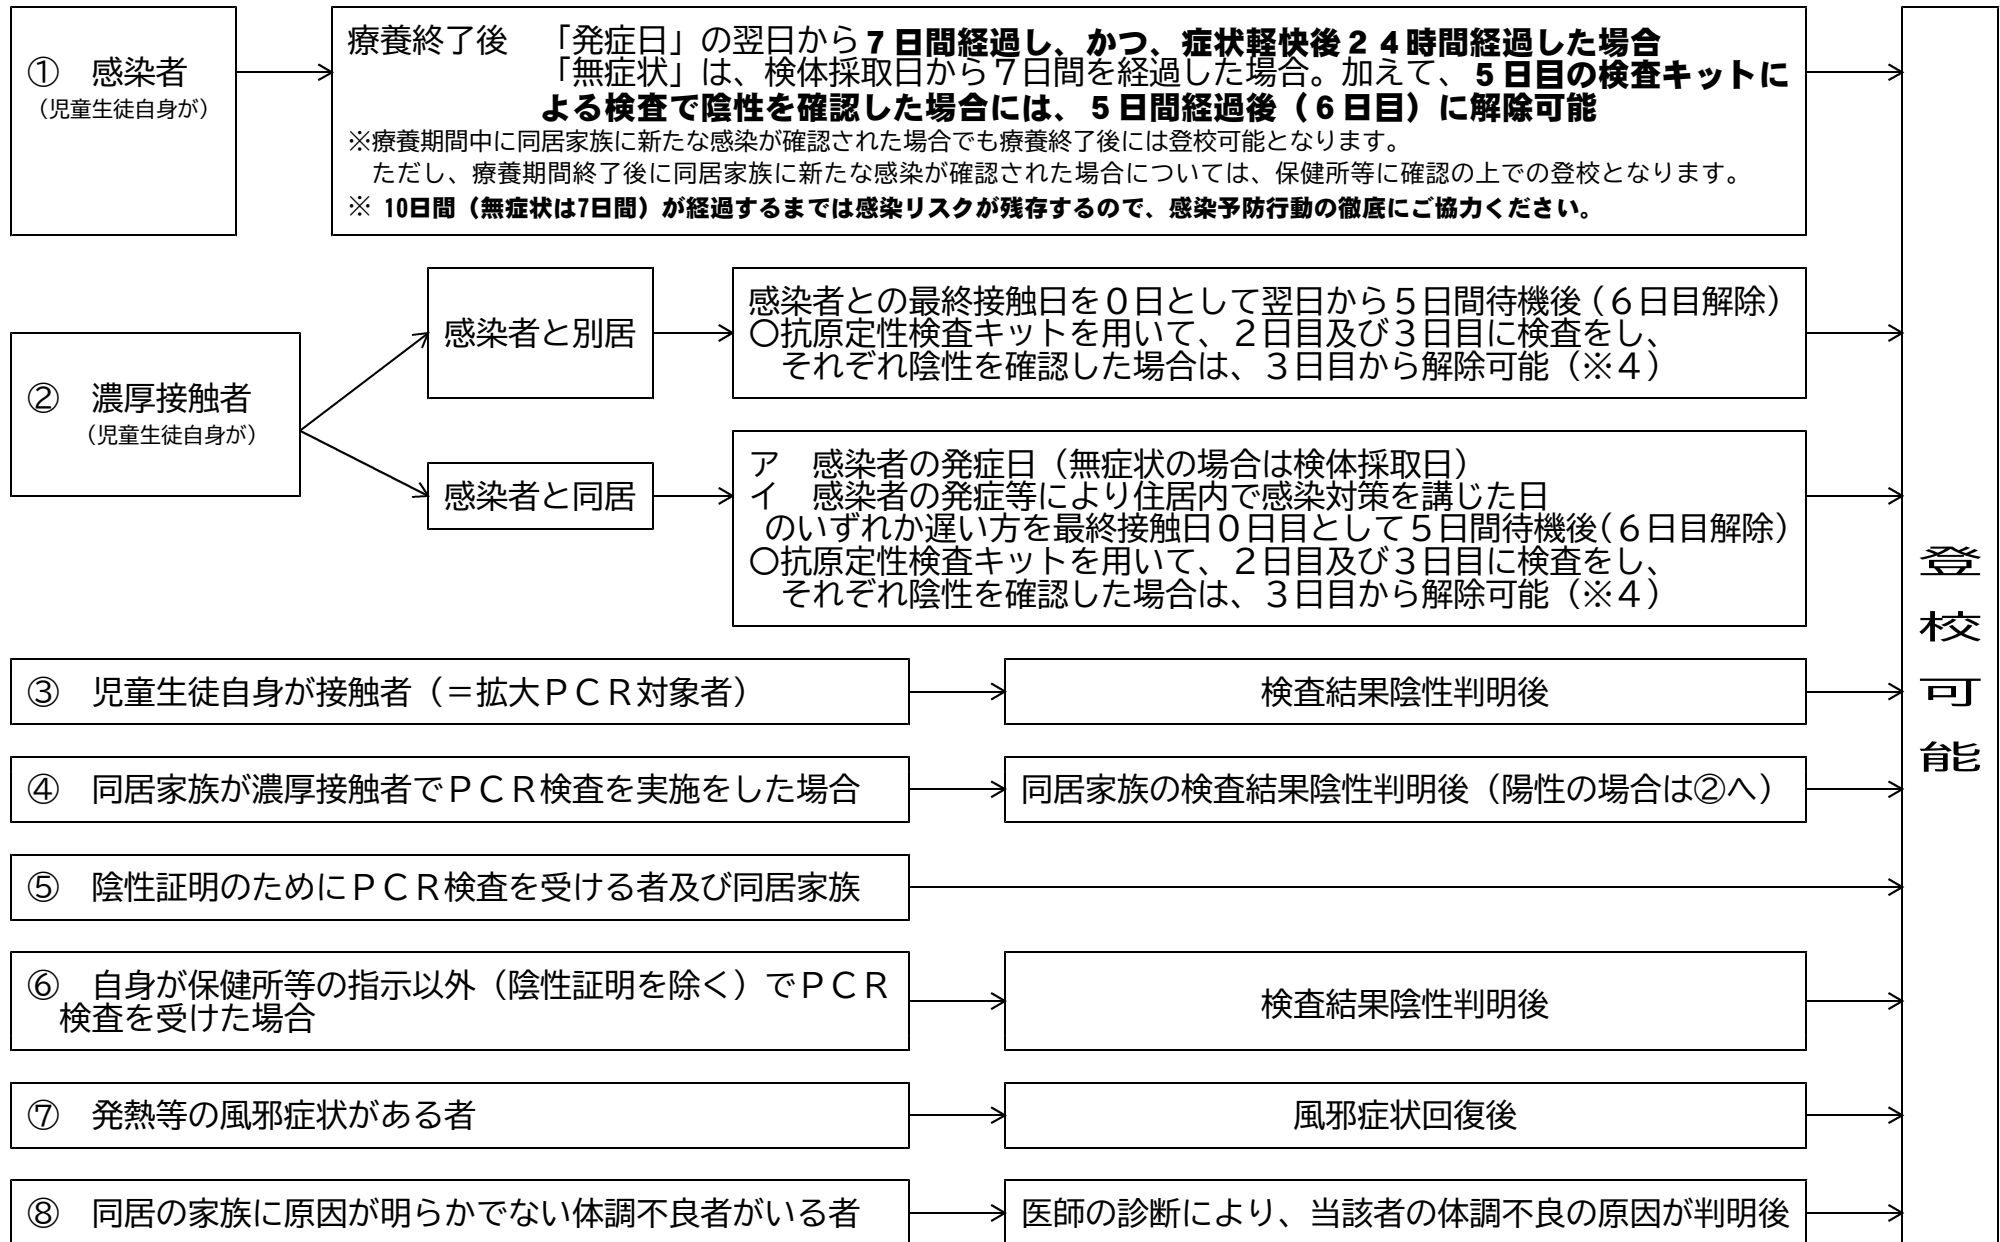 ① 感染者
（児童生徒自身が）
療養終了後 「発症日」の翌日から７日間経過し、かつ、症状軽快後２４時間経過した場合
「無症状」は、検体採取日から７日間を経過した場合。加えて、５日目の検査キットに
よる検査で陰性を確認した場合には、５日間経過後（６日目）に解除可能
※療養期間中に同居家族に新たな感染が確認された場合でも療養終了後には登校可能となります。
ただし、療養期間終了後に同居家族に新たな感染が確認された場合については、保健所等に確認の上での登校となります。
※ 10日間（無症状は7日間）が経過するまでは感染リスクが残存するので、感染予防行動の徹底にご協力ください。
② 濃厚接触者
（児童生徒自身が）
感染者と別居
感染者との最終接触日を０日として翌日から５日間待機後（６日目解除）
〇抗原定性検査キットを用いて、２日目及び３日目に検査をし、
それぞれ陰性を確認した場合は、３日目から解除可能（※４）
感染者と同居
ア 感染者の発症日（無症状の場合は検体採取日）
イ 感染者の発症等により住居内で感染対策を講じた日
のいずれか遅い方を最終接触日０日目として５日間待機後（６日目解除）
〇抗原定性検査キットを用いて、２日目及び３日目に検査をし、
それぞれ陰性を確認した場合は、３日目から解除可能（※４）
③ 児童生徒自身が接触者（＝拡大ＰＣＲ対象者）
検査結果陰性判明後
④ 同居家族が濃厚接触者でＰＣＲ検査を実施をした場合
同居家族の検査結果陰性判明後（陽性の場合は②へ）
⑤ 陰性証明のためにＰＣＲ検査を受ける者及び同居家族
⑥ 自身が保健所等の指示以外（陰性証明を除く）でＰＣＲ
検査を受けた場合
検査結果陰性判明後
⑦ 発熱等の風邪症状がある者
風邪症状回復後
⑧ 同居の家族に原因が明らかでない体調不良者がいる者
医師の診断により、当該者の体調不良の原因が判明後
登校可能